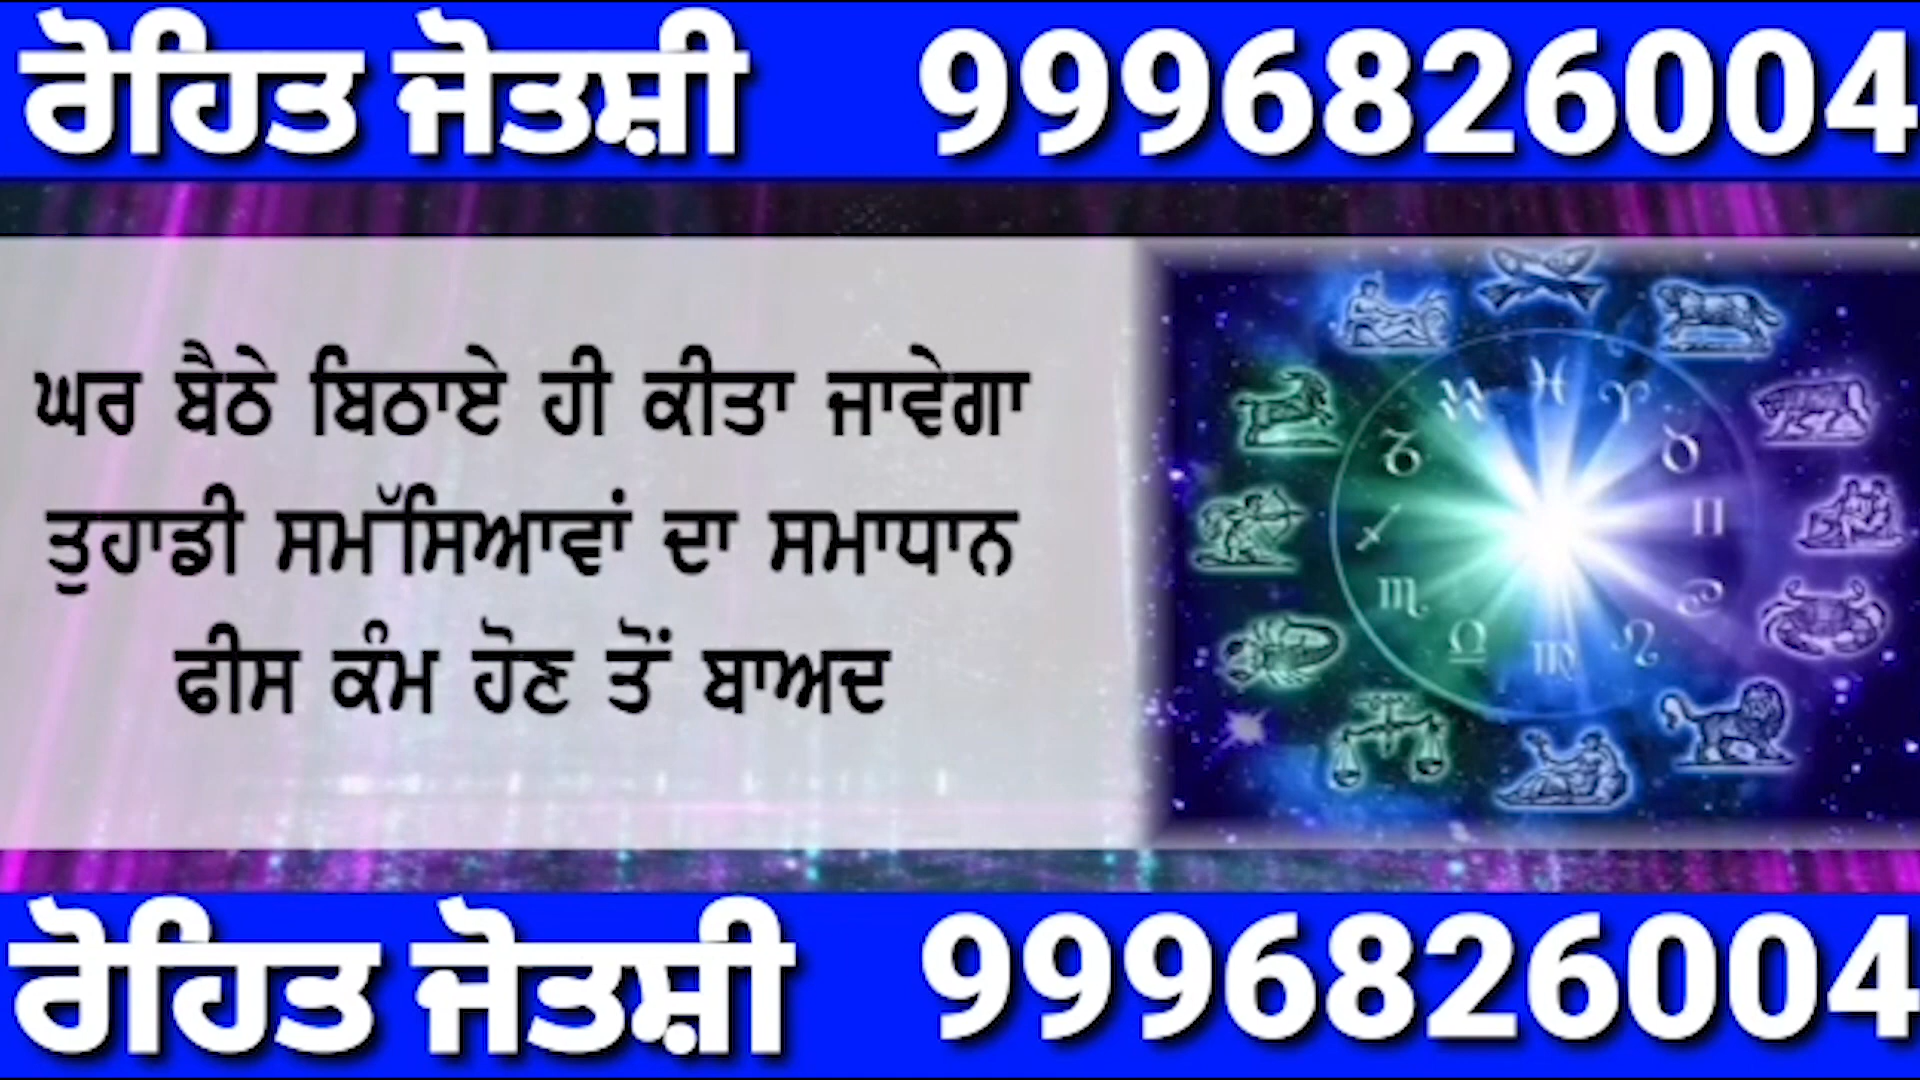 ਰੋਹਿਤ ਜੋਤਸ਼ੀ 9996826004
ਘਰ ਬੈਠੇ ਬਿਠਾਏ ਹੀ ਕੀਤਾ ਜਾਵੇਗਾ
ਤੁਹਾਡੀ ਸਮੱਸਿਆਵਾਂ ਦਾ ਸਮਾਧਾਨ
ਫੀਸ ਕੰਮ ਹੋਣ ਤੋਂ ਬਾਅਦ
ਰੋਹਿਤ ਜੋਤਸ਼ੀ 9996826004